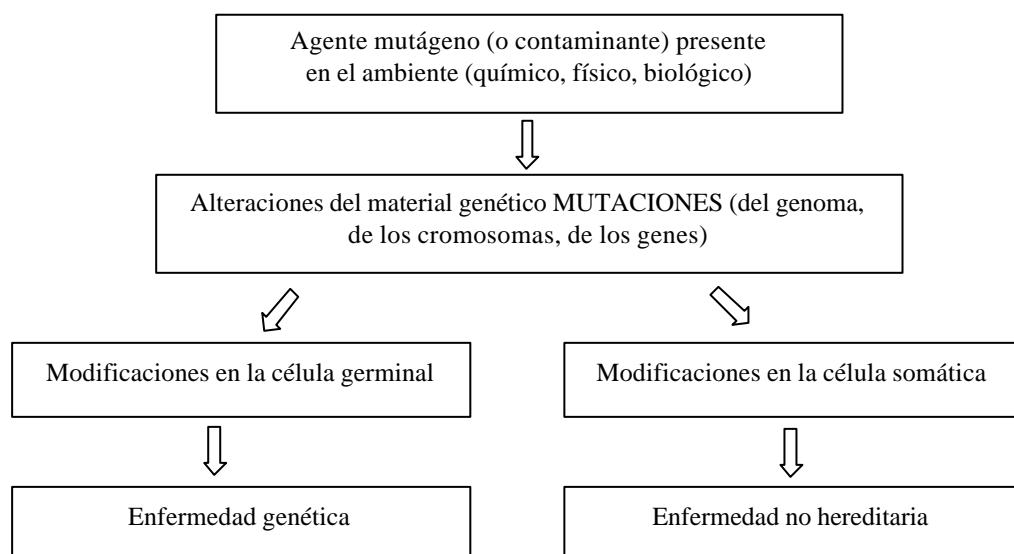 Agente mutágeno (o contaminante) presente
en el ambiente (químico, físico, biológico)
Alteraciones del material genético MUTACIONES (del genoma,
de los cromosomas, de los genes)
Modificaciones en la célula germinal
Modificaciones en la célula somática
Enfermedad genética
Enfermedad no hereditaria